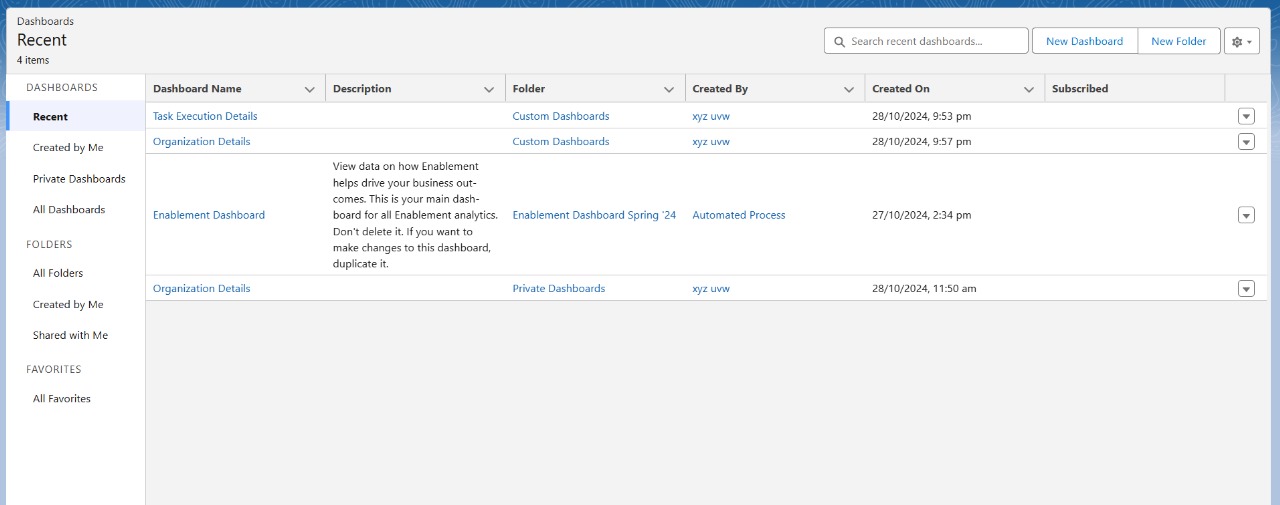 Dashboards
Recent
4 items
Search recent dashboards...
New Dashboard
New Folder
DASHBOARDS
Recent
Created by Me
Private Dashboards
All Dashboards
FOLDERS
All Folders
Created by Me
Shared with Me
FAVORITES
All Favorites
Dashboard Name Description Folder Created By Created On Subscribed
Task Execution Details Custom Dashboards xyz uvw 28/10/2024, 9:53 pm
Organization Details Custom Dashboards xyz uvw 28/10/2024, 9:57 pm
Enablement Dashboard
View data on how Enablement
helps drive your business out-
comes. This is your main dash-
board for all Enablement analytics.
Don't delete it. If you want to
make changes to this dashboard,
duplicate it.
Enablement Dashboard Spring '24 Automated Process 27/10/2024, 2:34 pm
Organization Details Private Dashboards xyz uvw 28/10/2024, 11:50 am